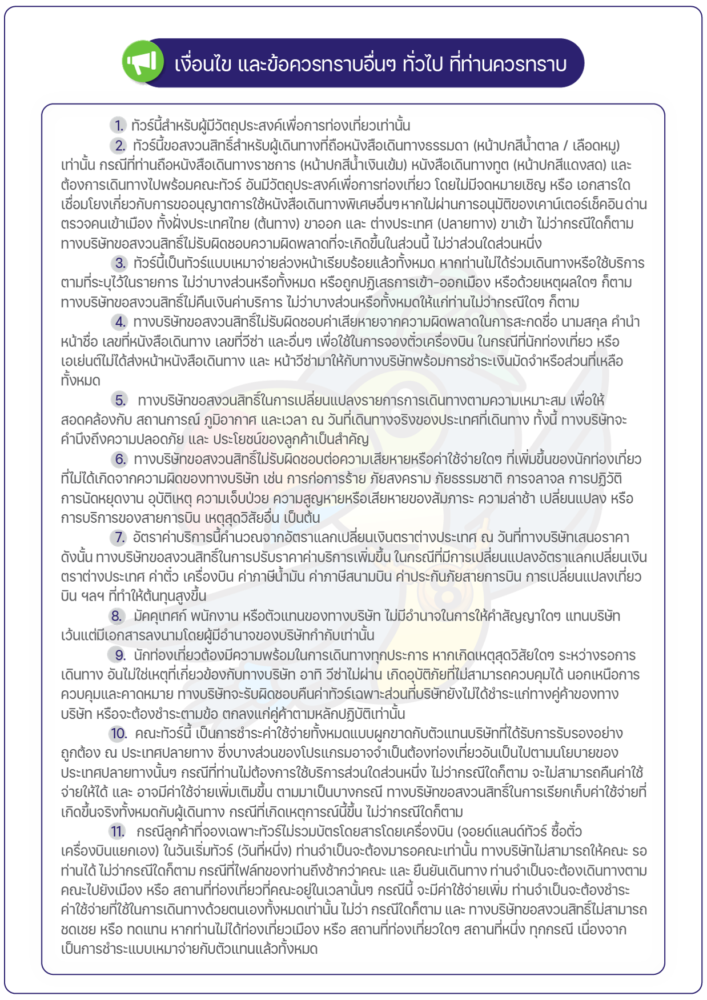 เงื่อนไข และข้อควรทราบอื่นๆ ทั่วไป ที่ท่านควรทราบ
1. ทัวร์นี้สำหรับผู้มีวัตถุประสงค์เพื่อการท่องเที่ยวเท่านั้น
2. ทัวร์นี้ขอสงวนสิทธิ์สำหรับผู้เดินทางที่ถือหนังสือเดินทางธรรมดา (หน้าปกสีน้ำตาล / เลือดหมู)
เท่านั้น กรณีที่ท่านถือหนังสือเดินทางราชการ (หน้าปกสีน้ำเงินเข้ม) หนังสือเดินทางทูต (หน้าปกสีแดงสด) และ
ต้องการเดินทางไปพร้อมคณะทัวร์ อันมีวัตถุประสงค์เพื่อการท่องเที่ยว โดยไม่มีจดหมายเชิญ หรือ เอกสารใด
เชื่อมโยงเกี่ยวกับการขออนุญาตการใช้หนังสือเดินทางพิเศษอื่นๆ หากไม่ผ่านการอนุมัติของเคาน์เตอร์เช็คอิน ด่าน
ตรวจคนเข้าเมือง ทั้งฝั่งประเทศไทย (ต้นทาง) ขาออก และ ต่างประเทศ (ปลายทาง) ขาเข้า ไม่ว่ากรณีใดก็ตาม
ทางบริษัทขอสงวนสิทธิ์ไม่รับผิดชอบความผิดพลาดที่จะเกิดขึ้นในส่วนนี้ ไม่ว่าส่วนใดส่วนหนึ่ง
3. ทัวร์นี้เป็นทัวร์แบบเหมาจ่ายล่วงหน้าเรียบร้อยแล้วทั้งหมด หากท่านไม่ได้ร่วมเดินทางหรือใช้บริการ
ตามที่ระบุไว้ในรายการ ไม่ว่าบางส่วนหรือทั้งหมด หรือถูกปฏิเสธการเข้า-ออกเมือง หรือด้วยเหตุผลใดๆ ก็ตาม
ทางบริษัทขอสงวนสิทธิ์ไม่คืนเงินค่าบริการ ไม่ว่าบางส่วนหรือทั้งหมดให้แก่ท่านไม่ว่ากรณีใดๆ ก็ตาม
4. ทางบริษัทขอสงวนสิทธิ์ไม่รับผิดชอบค่าเสียหายจากความผิดพลาดในการสะกดชื่อ นามสกุล คำนำ
หน้าชื่อ เลขที่หนังสือเดินทาง เลขที่วีซ่า และอื่นๆ เพื่อใช้ในการจองตั๋วเครื่องบิน ในกรณีที่นักท่องเที่ยว หรือ
เอเย่นต์ไม่ได้ส่งหน้าหนังสือเดินทาง และ หน้าวีซ่ามาให้กับทางบริษัทพร้อมการชำระเงินมัดจำหรือส่วนที่เหลือ
ทั้งหมด
5. ทางบริษัทขอสงวนสิทธิ์ในการเปลี่ยนแปลงรายการการเดินทางตามความเหมาะสม เพื่อให้
สอดคล้องกับ สถานการณ์ ภูมิอากาศ และเวลา ณ วันที่เดินทางจริงของประเทศที่เดินทาง ทั้งนี้ ทางบริษัทจะ
คำนึงถึงความปลอดภัย และ ประโยชน์ของลูกค้าเป็นสำคัญ
6. ทางบริษัทขอสงวนสิทธิ์ไม่รับผิดชอบต่อความเสียหายหรือค่าใช้จ่ายใดๆ ที่เพิ่มขึ้นของนักท่องเที่ยว
ที่ไม่ได้เกิดจากความผิดของทางบริษัท เช่น การก่อการร้าย ภัยสงคราม ภัยธรรมชาติ การจลาจล การปฏิวัติ
การนัดหยุดงาน อุบัติเหตุ ความเจ็บป่วย ความสูญหายหรือเสียหายของสัมภาระ ความล่าช้า เปลี่ยนแปลง หรือ
การบริการของสายการบิน เหตุสุดวิสัยอื่น เป็นต้น
7. อัตราค่าบริการนี้คำนวณจากอัตราแลกเปลี่ยนเงินตราต่างประเทศ ณ วันที่ทางบริษัทเสนอราคา
ดังนั้น ทางบริษัทขอสงวนสิทธิ์ในการปรับราคาค่าบริการเพิ่มขึ้น ในกรณีที่มีการเปลี่ยนแปลงอัตราแลกเปลี่ยนเงิน
ตราต่างประเทศ ค่าตั๋ว เครื่องบิน ค่าภาษีน้ำมัน ค่าภาษีสนามบิน ค่าประกันภัยสายการบิน การเปลี่ยนแปลงเที่ยว
บิน ฯลฯ ที่ทำให้ต้นทุนสูงขึ้น
8. มัคคุเทศก์ พนักงาน หรือตัวแทนของทางบริษัท ไม่มีอำนาจในการให้คำสัญญาใดๆ แทนบริษัท
เว้นแต่มีเอกสารลงนามโดยผู้มีอำนาจของบริษัทกำกับเท่านั้น
9. นักท่องเที่ยวต้องมีความพร้อมในการเดินทางทุกประการ หากเกิดเหตุสุดวิสัยใดๆ ระหว่างรอการ
เดินทาง อันไม่ใช่เหตุที่เกี่ยวข้องกับทางบริษัท อาทิ วีซ่าไม่ผ่าน เกิดอุบัติภัยที่ไม่สามารถควบคุมได้ นอกเหนือการ
ควบคุมและคาดหมาย ทางบริษัทจะรับผิดชอบคืนค่าทัวร์เฉพาะส่วนที่บริษัทยังไม่ได้ชำระแก่ทางคู่ค้าของทาง
บริษัท หรือจะต้องชำระตามข้อ ตกลงแก่คู่ค้าตามหลักปฏิบัติเท่านั้น
10. คณะทัวร์นี้ เป็นการชำระค่าใช้จ่ายทั้งหมดแบบผูกขาดกับตัวแทนบริษัทที่ได้รับการรับรองอย่าง
ถูกต้อง ณ ประเทศปลายทาง ซึ่งบางส่วนของโปรแกรมอาจจำเป็นต้องท่องเที่ยวอันเป็นไปตามนโยบายของ
ประเทศปลายทางนั้นๆ กรณีที่ท่านไม่ต้องการใช้บริการส่วนใดส่วนหนึ่ง ไม่ว่ากรณีใดก็ตาม จะไม่สามารถคืนค่าใช้
จ่ายให้ได้ และ อาจมีค่าใช้จ่ายเพิ่มเติมขึ้น ตามมาเป็นบางกรณี ทางบริษัทขอสงวนสิทธิ์ในการเรียกเก็บค่าใช้จ่ายที่
เกิดขึ้นจริงทั้งหมดกับผู้เดินทาง กรณีที่เกิดเหตุการณ์นี้ขึ้น ไม่ว่ากรณีใดก็ตาม
11. กรณีลูกค้าที่จองเฉพาะทัวร์ไม่รวมบัตรโดยสารโดยเครื่องบิน (จอยด์แลนด์ทัวร์ ซื้อตั๋ว
เครื่องบินแยกเอง) ในวันเริ่มทัวร์ (วันที่หนึ่ง) ท่านจำเป็นจะต้องมารอคณะเท่านั้น ทางบริษัทไม่สามารถให้คณะ รอ
ท่านได้ ไม่ว่ากรณีใดก็ตาม กรณีที่ไฟล์ทของท่านถึงช้ากว่าคณะ และ ยืนยันเดินทาง ท่านจำเป็นจะต้องเดินทางตาม
คณะไปยังเมือง หรือ สถานที่ท่องเที่ยวที่คณะอยู่ในเวลานั้นๆ กรณีนี้ จะมีค่าใช้จ่ายเพิ่ม ท่านจำเป็นจะต้องชำระ
ค่าใช้จ่ายที่ใช้ในการเดินทางด้วยตนเองทั้งหมดเท่านั้น ไม่ว่า กรณีใดก็ตาม และ ทางบริษัทขอสงวนสิทธิ์ไม่สามารถ
ชดเชย หรือ ทดแทน หากท่านไม่ได้ท่องเที่ยวเมือง หรือ สถานที่ท่องเที่ยวใดๆ สถานที่หนึ่ง ทุกกรณี เนื่องจาก
เป็นการชำระแบบเหมาจ่ายกับตัวแทนแล้วทั้งหมด
8